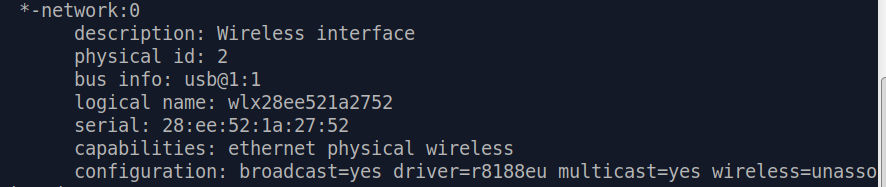 *-network:0
description: Wireless interface
physical id: 2
bus info: usb@1:1
logical name: wlx28ee521a2752
serial: 28:ee:52:1a:27:52
capabilities: ethernet physical wireless
configuration: broadcast=yes driver=r8188eu multicast=yes wireless=unasso